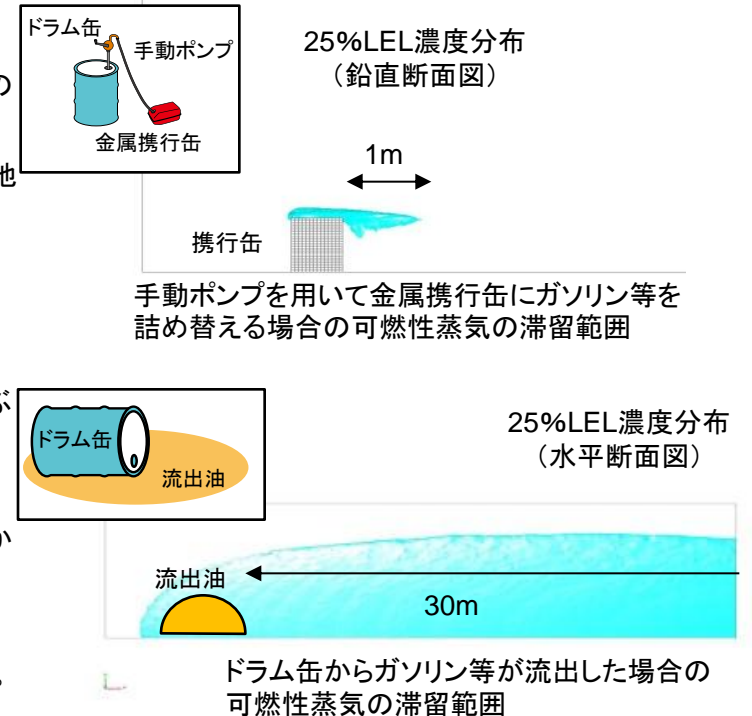 ドラム缶
手動ポンプ
金属携行缶
の
地
25%LEL濃度分布
（鉛直断面図）
1m
携行缶
手動ポンプを用いて金属携行缶にガソリン等を
詰め替える場合の可燃性蒸気の滞留範囲
ドラム缶
流出油
か
。
25%LEL濃度分布
（水平断面図）
流出油
30m
ドラム缶からガソリン等が流出した場合の
可燃性蒸気の滞留範囲